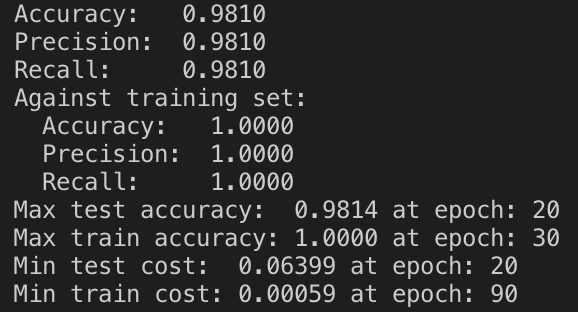 Accuracy:   0.9810
Precision:  0.9810
Recall:     0.9810
Against training set:
  Accuracy:   1.0000
  Precision:  1.0000
  Recall:     1.0000
Max test accuracy:  0.9814 at epoch: 20
Max train accuracy: 1.0000 at epoch: 30
Min test cost:  0.06399 at epoch: 20
Min train cost: 0.00059 at epoch: 90